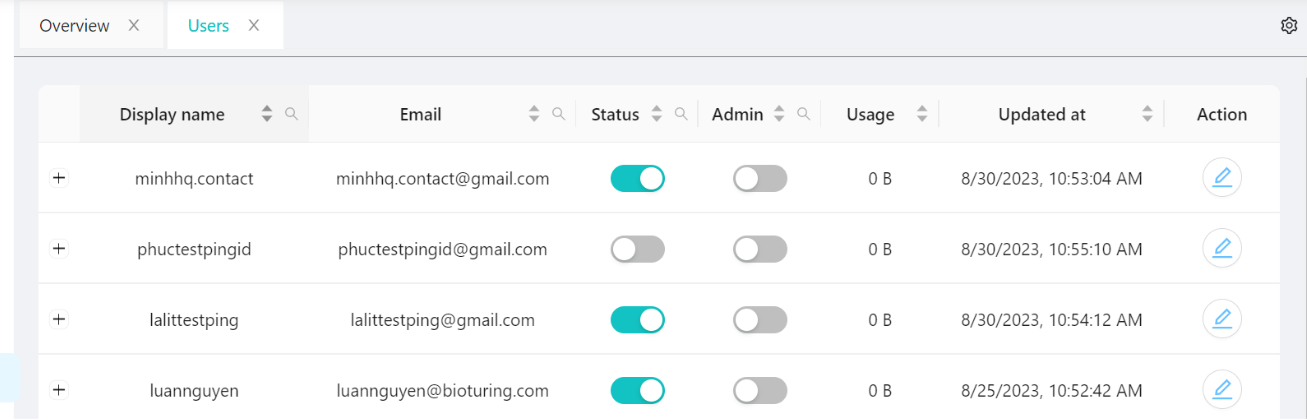 Overview
Users
Display name Email Status Admin Usage Updated at Action
minhhq.contact minhhq.contact@gmail.com 0 B 8/30/2023, 10:53:04 AM
phuctestpingid phuctestpingid@gmail.com 0 B 8/30/2023, 10:55:10 AM
lalittestping lalittestping@gmail.com 0 B 8/30/2023, 10:54:12 AM
luannguyen luannguyen@bioturing.com 0 B 8/25/2023, 10:52:42 AM